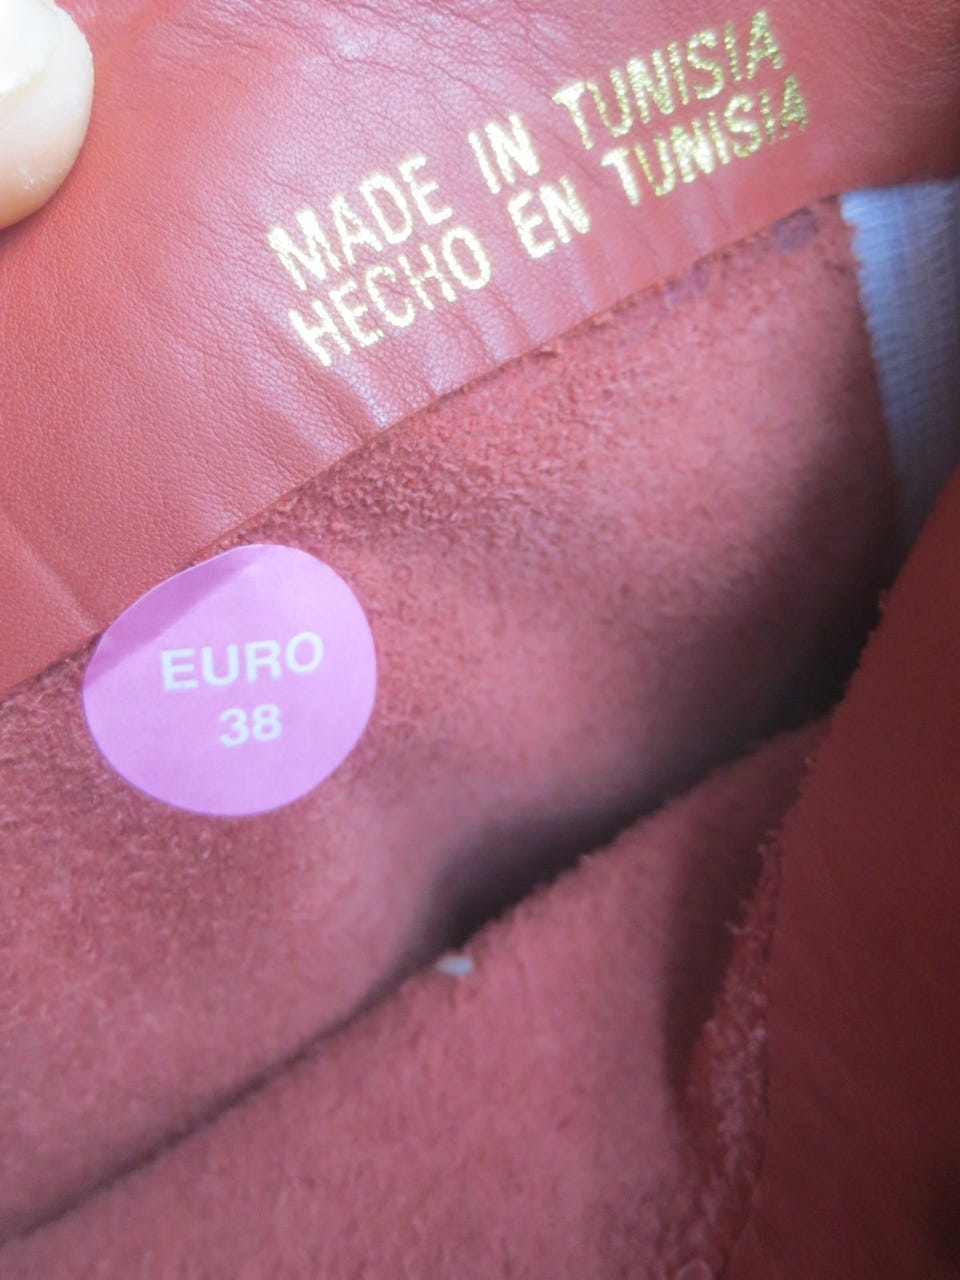 MADE IN TUNISIA
HECHO EN TUNISIA
EURO
38